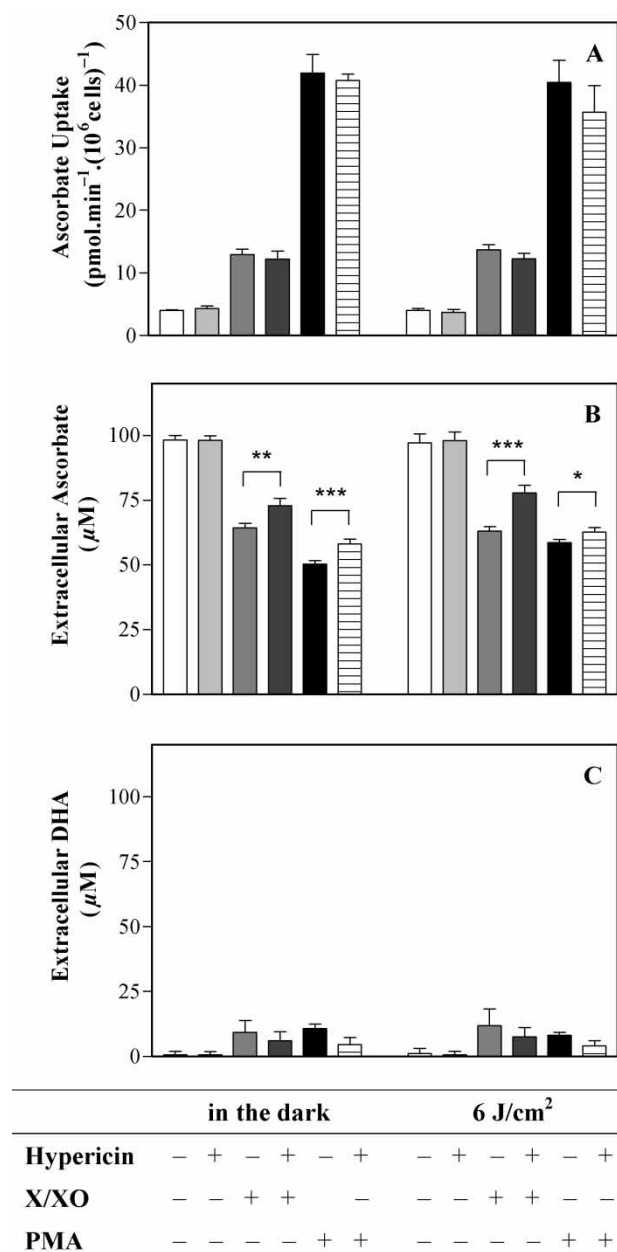 50
40
30
20
10
0
Ascorbate Uptake
(pmol.min⁻¹.(10⁶cells)⁻¹
A
100
75
50
25
0
Extracellular Ascorbate
(µM)
B
** *** *** *
100
75
50
25
0
Extracellular DHA
(µM)
C
in the dark 6 J/cm²
Hypericin – + – + – + – + – + – +
X/XO – – + + – – – + + – –
PMA – – – – + + – – – – + +